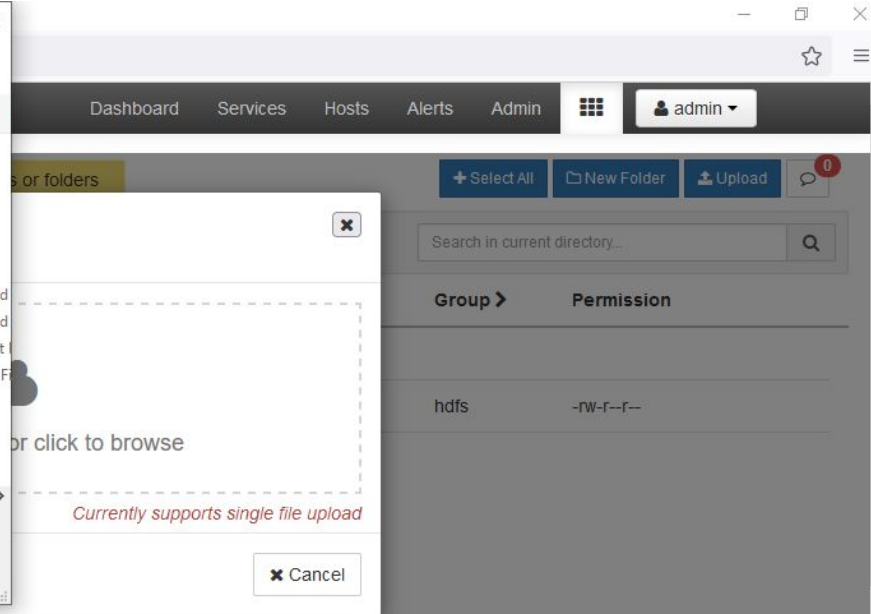 Dashboard Services Hosts Alerts Admin admin
s or folders
Select All New Folder Upload 0
Search in current directory...
Group Permission
hdfs -rw-r--r--
or click to browse
Currently supports single file upload
Cancel